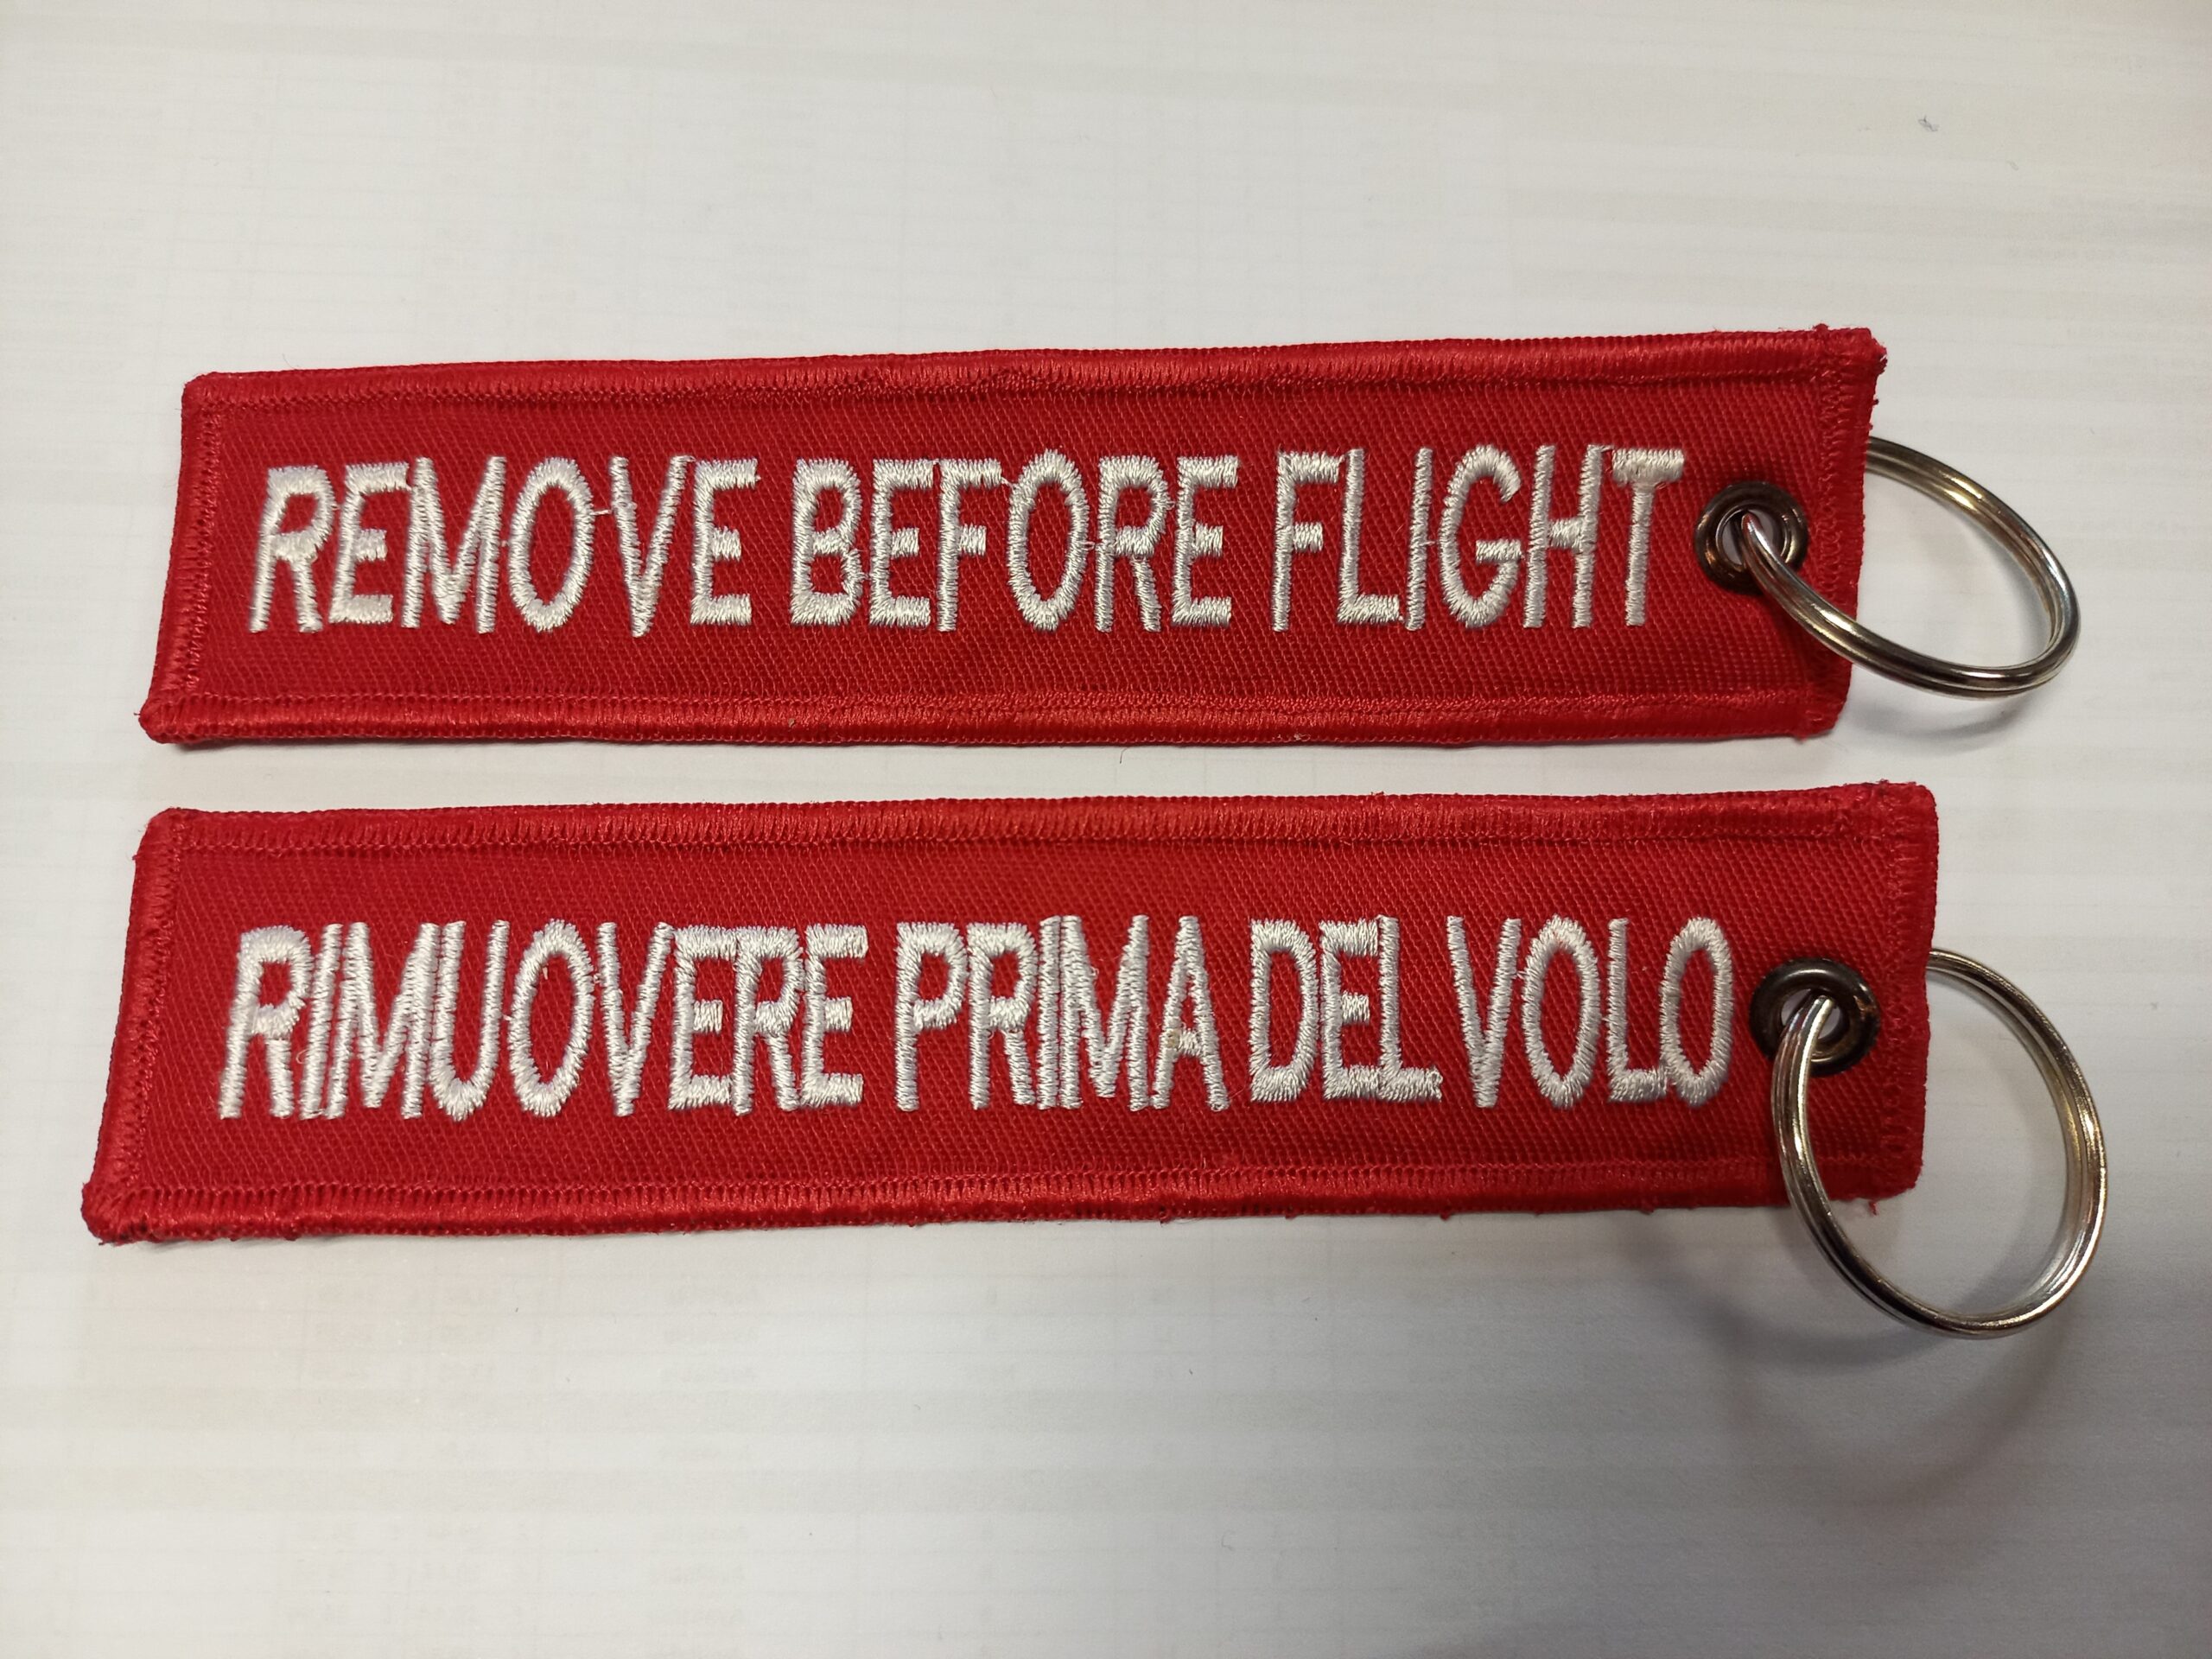 REMOVE BEFORE FLIGHT
RIMUOVERE PRIMA DEL VOLO